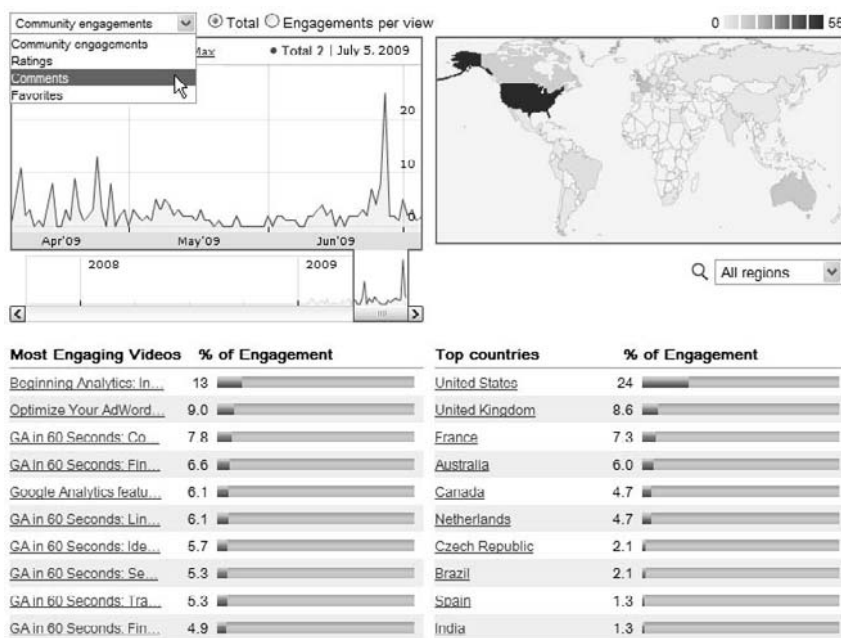 Community engagements
Total
Engagements per view
0
55
Community engagements
Ratings
Comments
Favorites
Max
Total 2 | July 5, 2009
20
10
0
Apr'09
May'09
Jun'09
2008
2009
All regions
Most Engaging Videos % of Engagement
Beginning Analytics: In... 13
Optimize Your AdWord... 9.0
GA in 60 Seconds: Co... 7.8
GA in 60 Seconds: Fin... 6.6
Google Analytics featu... 6.1
GA in 60 Seconds: Lin... 6.1
GA in 60 Seconds: Ide... 5.7
GA in 60 Seconds: Se... 5.3
GA in 60 Seconds: Tra... 5.3
GA in 60 Seconds: Fin... 4.9
Top countries % of Engagement
United States 24
United Kingdom 8.6
France 7.3
Australia 6.0
Canada 4.7
Netherlands 4.7
Czech Republic 2.1
Brazil 2.1
Spain 1.3
India 1.3